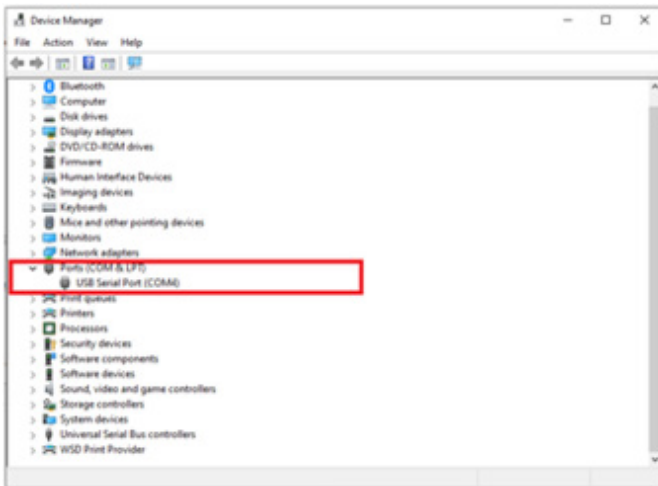 Device Manager
File Action View Help
Bluetooth
Computer
Disk drives
Display adapters
DVD/CD-ROM drives
Firmware
Human Interface Devices
Imaging devices
Keyboards
Mice and other pointing devices
Monitors
Network adapters
Ports (COM & LPT)
USB Serial Port (COM4)
Print queues
Printers
Processors
Security devices
Software components
Software devices
Sound, video and game controllers
Storage controllers
System devices
Universal Serial Bus controllers
WSD Print Provider